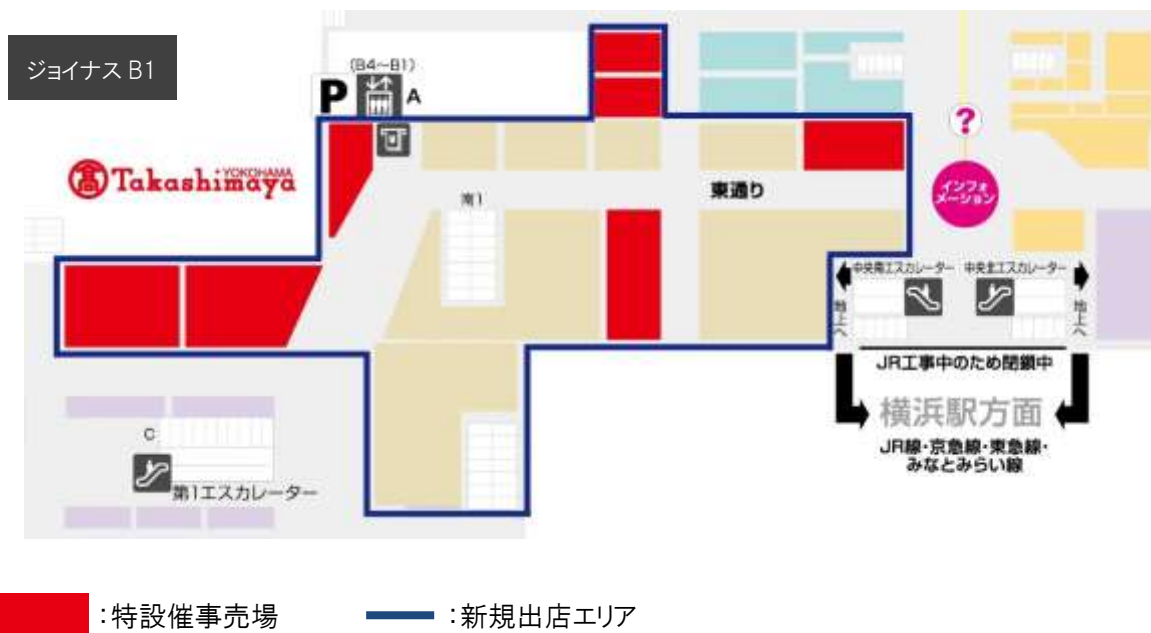 ジョイナス B1
(B4～B1)
P
A
髙 Takashimaya
YOKOHAMA
南1
東通り
?
インフォ
メーション
中央南エスカレーター
中央北エスカレーター
地上へ
地上へ
JR工事中のため閉鎖中
横浜駅方面
JR線・京急線・東急線・
みなとみらい線
C
第1エスカレーター
：特設催事売場
：新規出店エリア